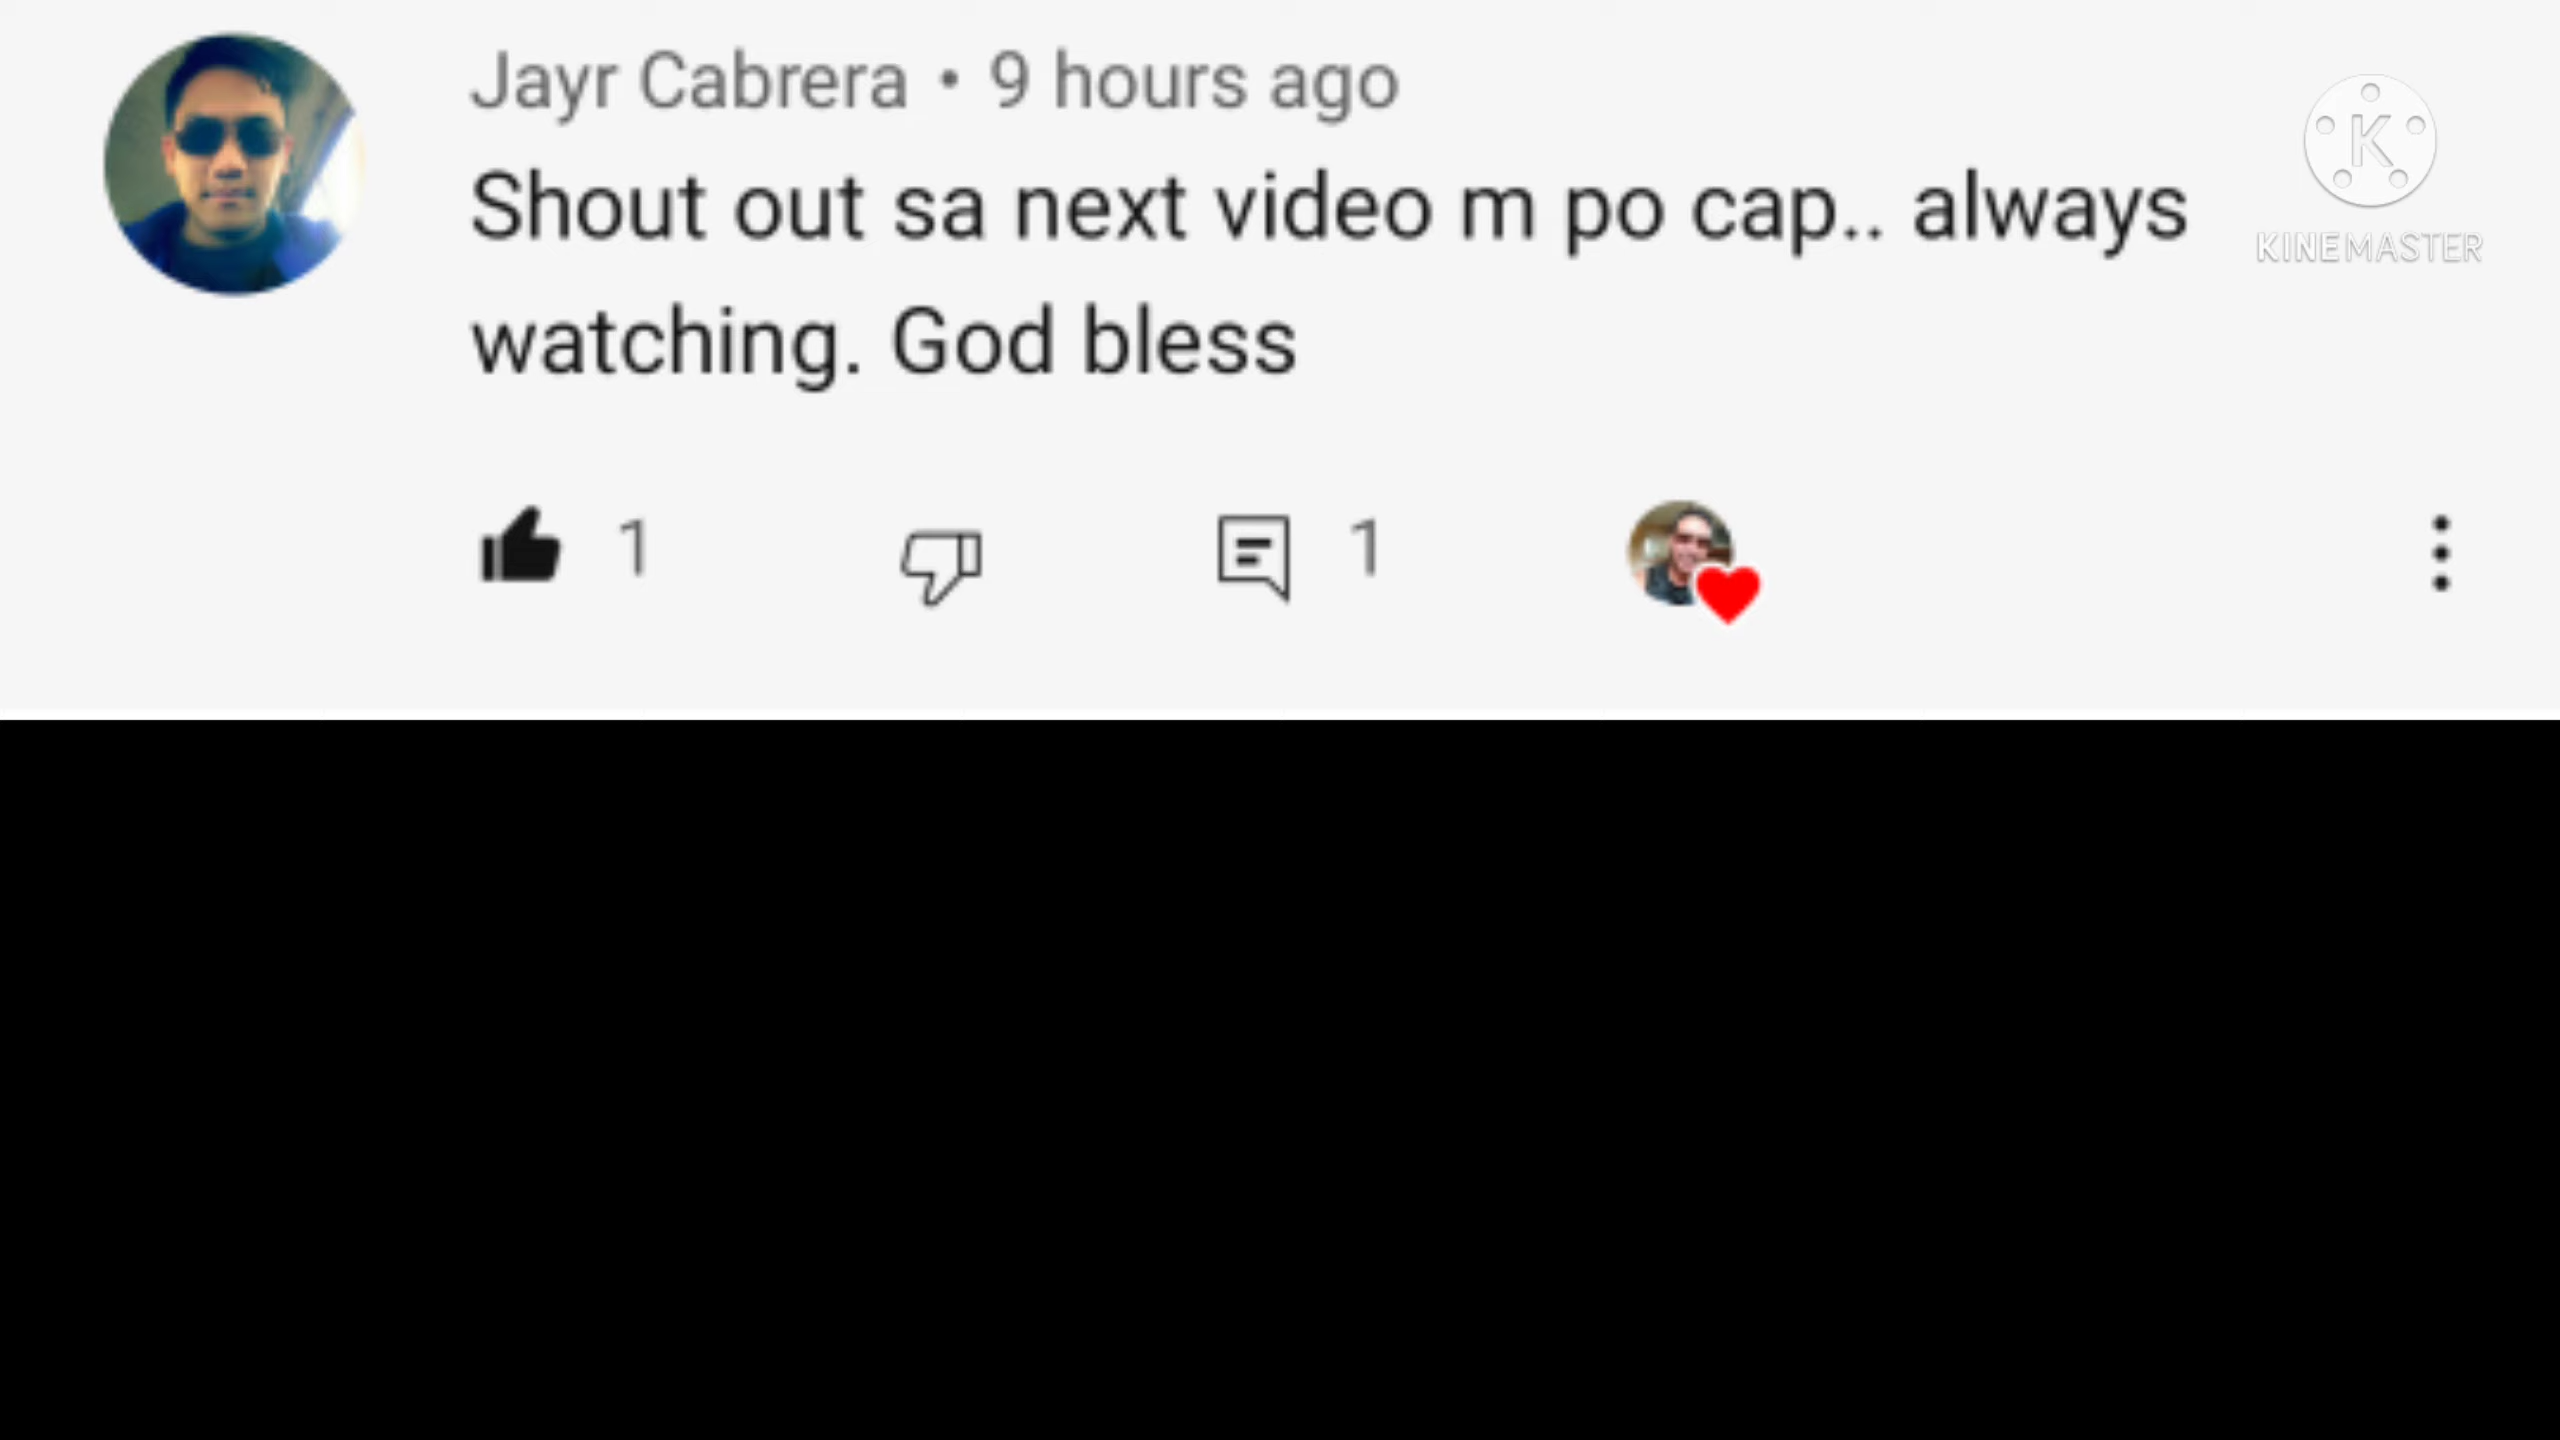 Jayr Cabrera • 9 hours ago
Shout out sa next video m po cap.. always
watching. God bless
1 1
K
KINEMASTER